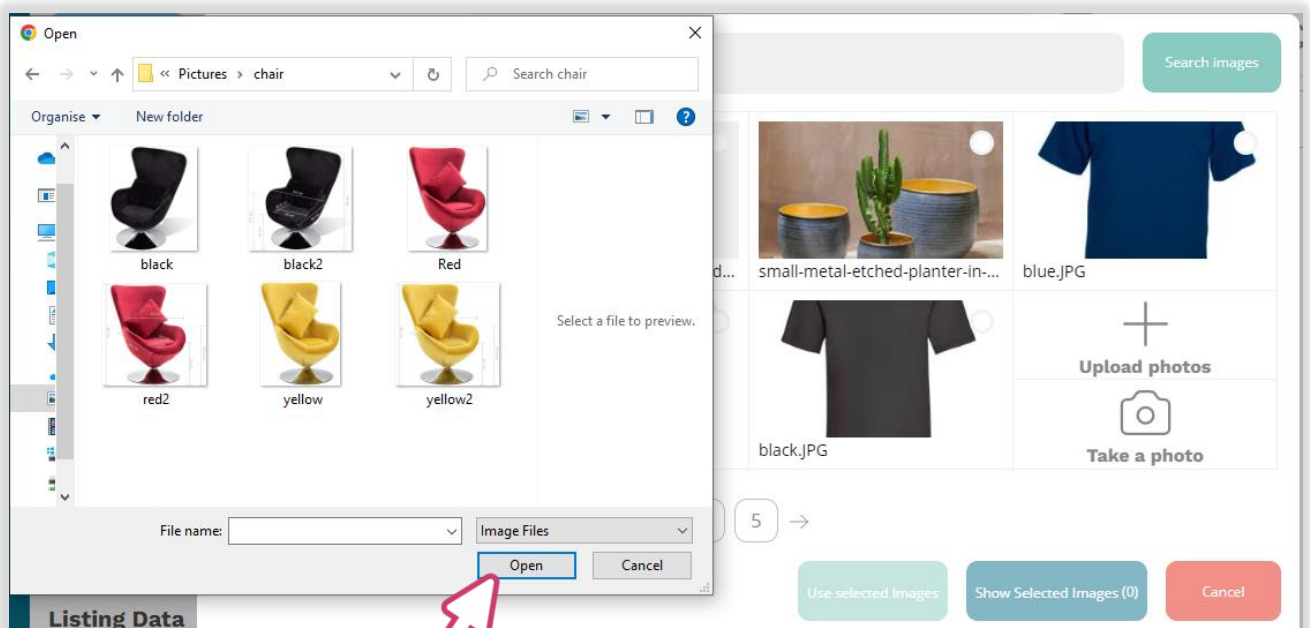 Open
« Pictures › chair
Search chair
Organise
New folder
black
black2
Red
red2
yellow
yellow2
Select a file to preview.
File name:
Image Files
Open
Cancel
Search images
d...
small-metal-etched-planter-in-...
blue.JPG
black.JPG
Upload photos
Take a photo
5
Use selected Images
Show Selected Images (0)
Cancel
Listing Data